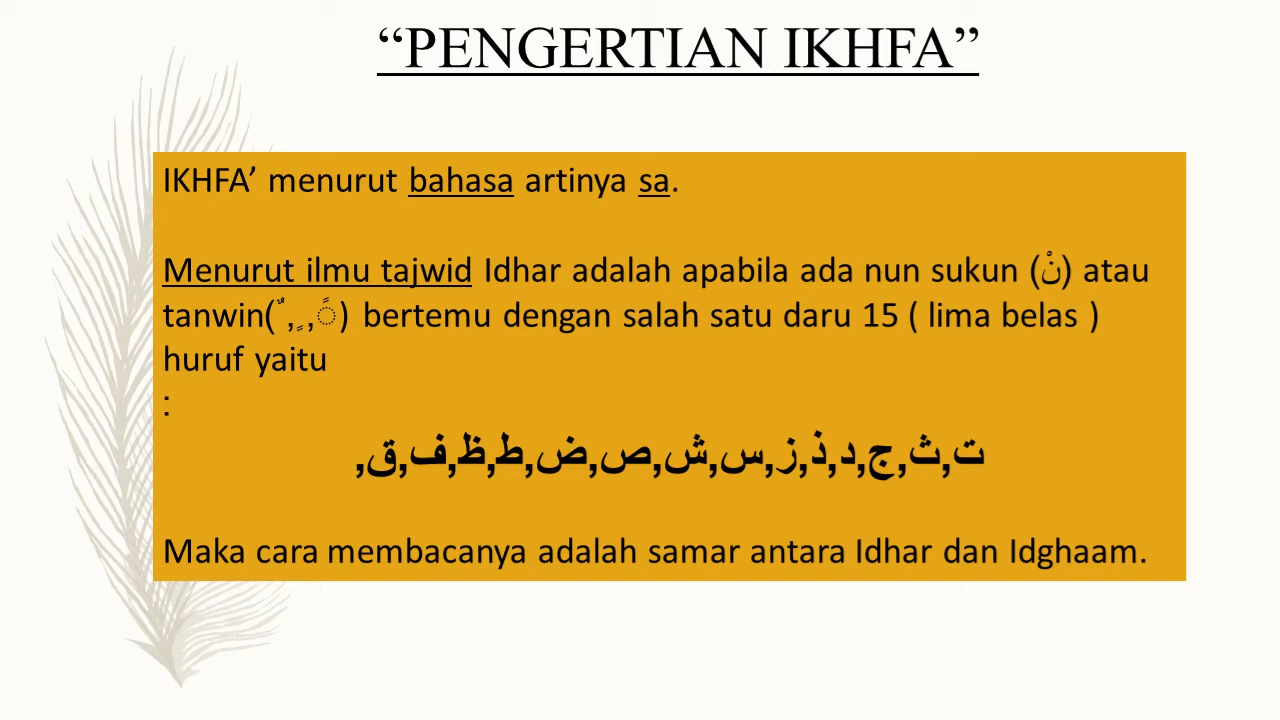 “PENGERTIAN IKHFA”
IKHFA’ menurut bahasa artinya sa.
Menurut ilmu tajwid Idhar adalah apabila ada nun sukun (نْ) atau
tanwin( ٌ, ٍ, ً) bertemu dengan salah satu daru 15 ( lima belas )
huruf yaitu
:
ت,ث,ج,د,ذ,ز,س,ش,ص,ض,ط,ظ,ف,ق,
Maka cara membacanya adalah samar antara Idhar dan Idghaam.